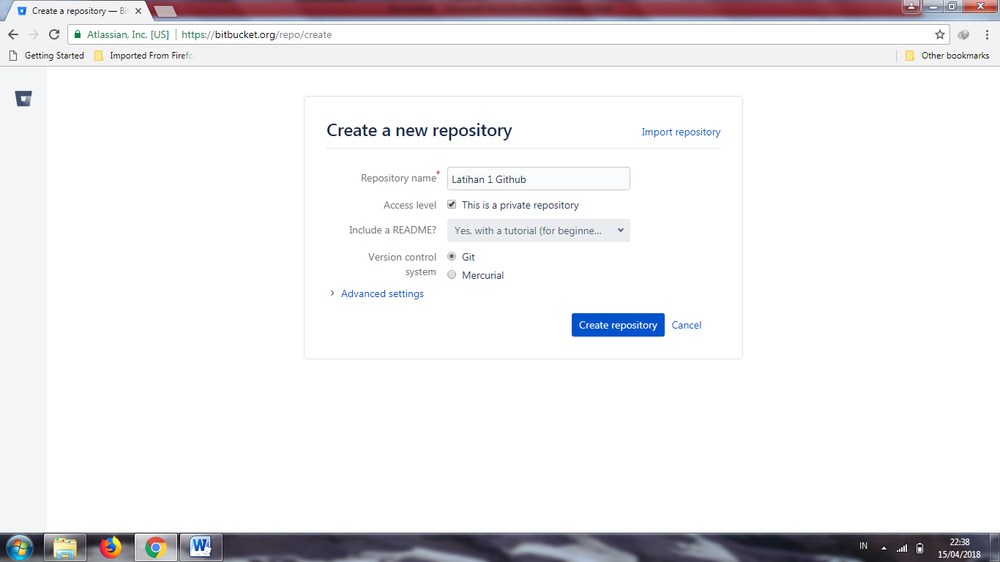 Create a repository — Bi
Atlassian, Inc. [US] https://bitbucket.org/repo/create
Getting Started Imported From Firefo Other bookmarks
Create a new repository
Import repository
Repository name* Latihan 1 Github
Access level This is a private repository
Include a README? Yes, with a tutorial (for beginne...
Version control system
Git
Mercurial
Advanced settings
Create repository Cancel
IN
22:38
15/04/2018